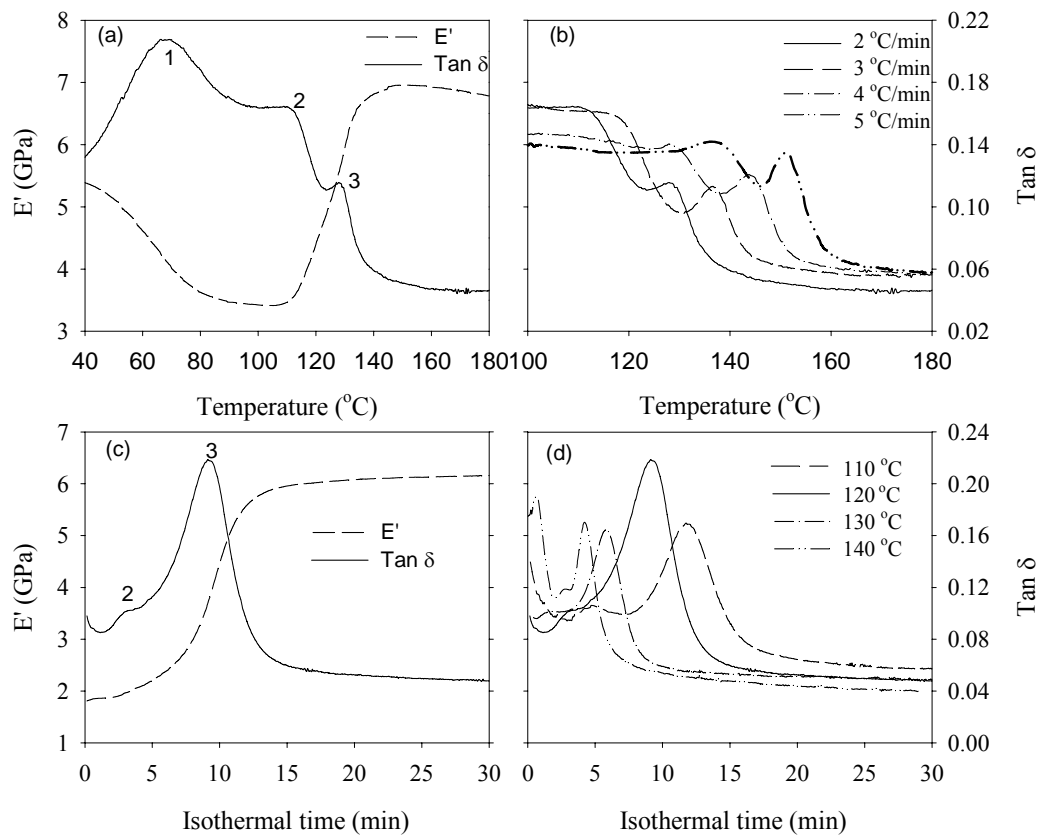 (a)
E'
Tan δ
1
2
3
8
7
6
5
4
3
E' (GPa)
40 60 80 100 120 140 160 180
Temperature (°C)
(b)
2 °C/min
3 °C/min
4 °C/min
5 °C/min
0.22
0.18
0.14
0.10
0.06
0.02
Tan δ
100 120 140 160 180
Temperature (°C)
(c)
E'
Tan δ
2
3
7
6
5
4
3
2
1
E' (GPa)
0 5 10 15 20 25 30
Isothermal time (min)
(d)
110 °C
120 °C
130 °C
140 °C
0.24
0.20
0.16
0.12
0.08
0.04
0.00
Tan δ
0 5 10 15 20 25 30
Isothermal time (min)